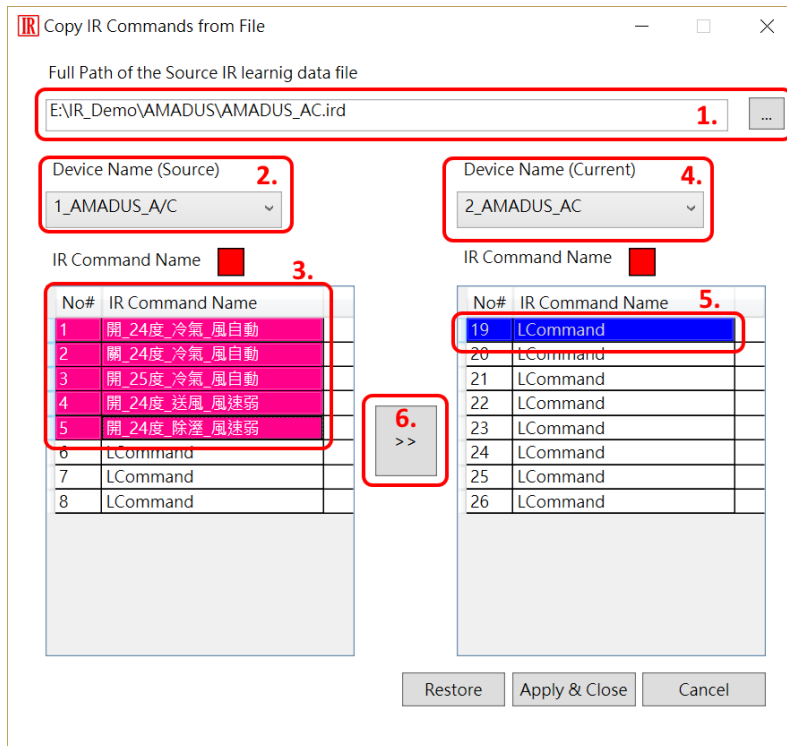 IR Copy IR Commands from File
Full Path of the Source IR learnig data file
E:\IR_Demo\AMADUS\AMADUS_AC.ird
1.
...
Device Name (Source)
2.
1_AMADUS_A/C
Device Name (Current)
4.
2_AMADUS_AC
IR Command Name
3.
No# IR Command Name
1 開_24度_冷氣_風自動
2 關_24度_冷氣_風自動
3 開_25度_冷氣_風自動
4 開_24度_送風_風速弱
5 開_24度_除溼_風速弱
6 LCommand
7 LCommand
8 LCommand
6.
>>
IR Command Name
5.
No# IR Command Name
19 LCommand
20 LCommand
21 LCommand
22 LCommand
23 LCommand
24 LCommand
25 LCommand
26 LCommand
Restore
Apply & Close
Cancel